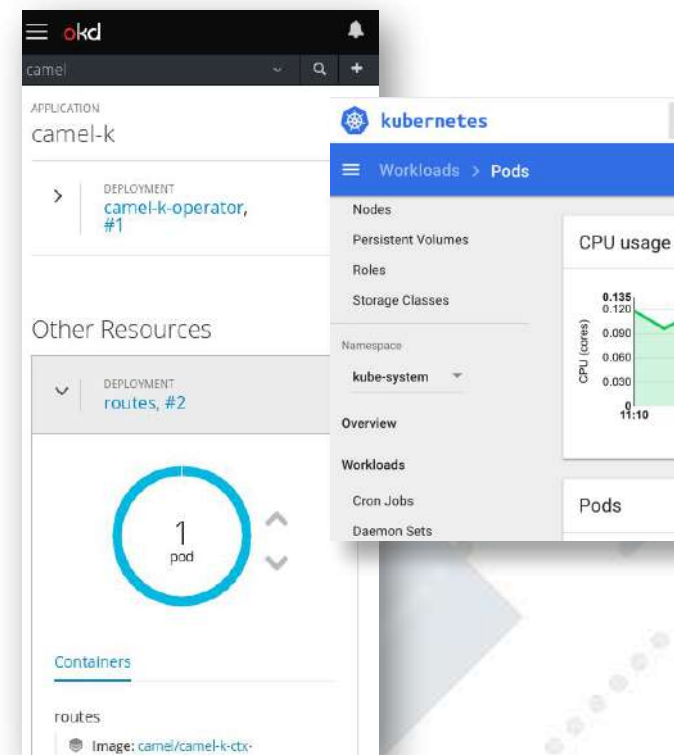 okd
camel
APPLICATION
camel-k
DEPLOYMENT
camel-k-operator,
#1
Other Resources
DEPLOYMENT
routes, #2
1
pod
Containers
routes
Image: camel/camel-k-ctx-
kubernetes
Workloads > Pods
Nodes
Persistent Volumes
Roles
Storage Classes
Namespace
kube-system
Overview
Workloads
Cron Jobs
Daemon Sets
CPU usage
CPU (cores)
0.135
0.120
0.090
0.060
0.030
0
11:10
Pods